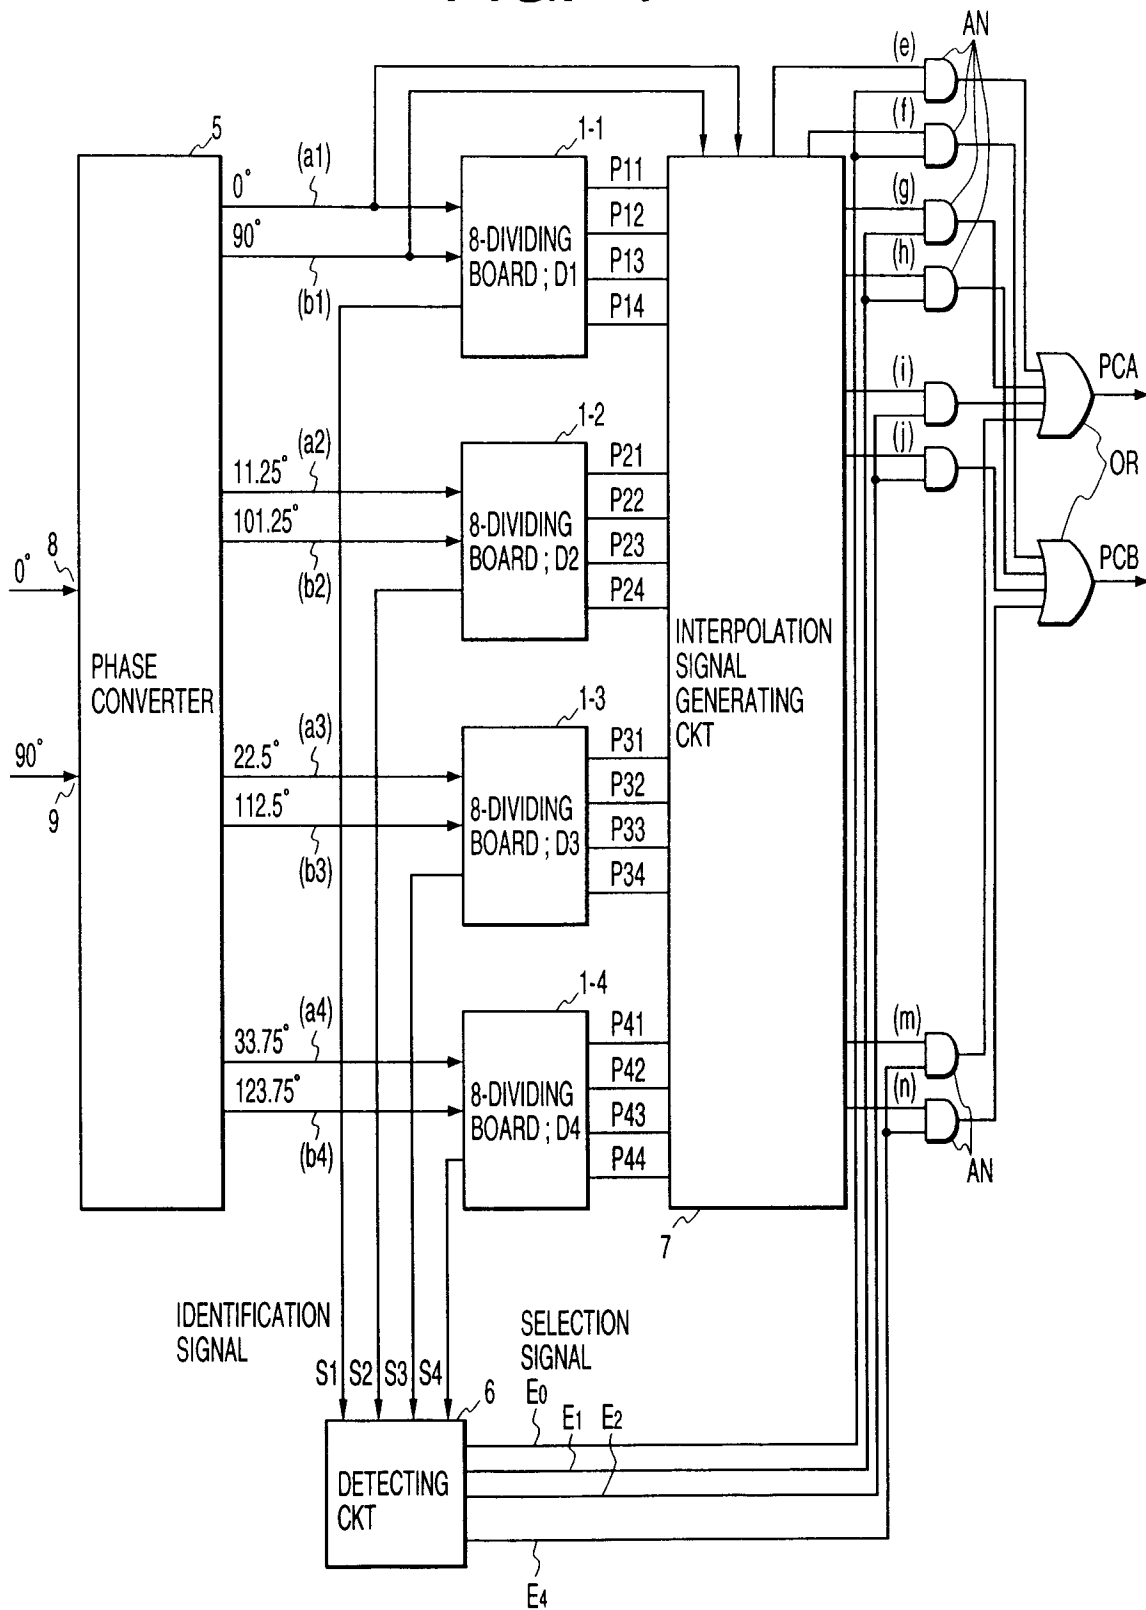 AN
(e)
5
1-1
(f)
(a1)
0°
P11
(g)
P12
90°
8-DIVIDING
BOARD ; D1
(h)
P13
(b1)
P14
PCA
(i)
1-2
(a2)
(j)
P21
OR
11.25°
P22
101.25°
8-DIVIDING
BOARD ; D2
P23
PCB
8
0°
(b2)
P24
INTERPOLATION
SIGNAL
GENERATING
CKT
PHASE
CONVERTER
1-3
(a3)
P31
90°
22.5°
P32
112.5°
8-DIVIDING
BOARD ; D3
9
P33
(b3)
P34
1-4
(a4)
(m)
33.75°
P41
P42
(n)
123.75°
8-DIVIDING
BOARD ; D4
P43
(b4)
P44
AN
7
IDENTIFICATION
SIGNAL
SELECTION
SIGNAL
S1 S2 S3 S4
6
E0
E1
E2
DETECTING
CKT
E4